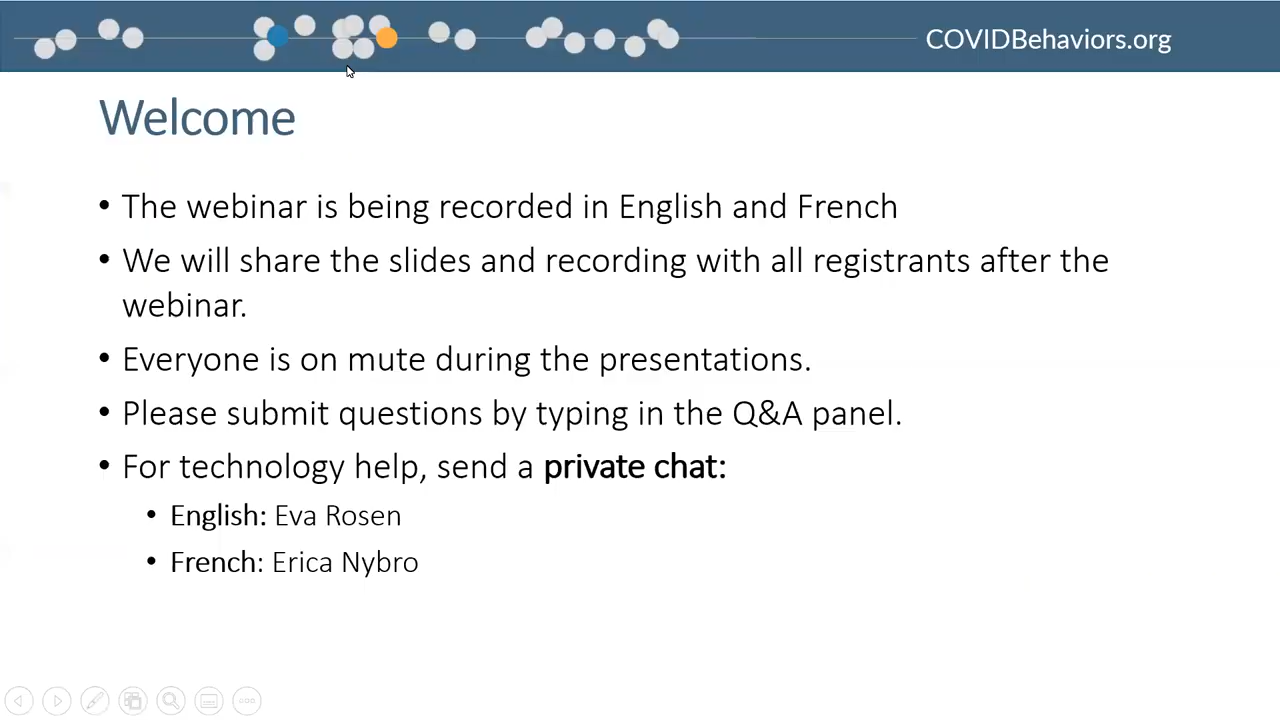 COVIDBehaviors.org
Welcome
• The webinar is being recorded in English and French
• We will share the slides and recording with all registrants after the
webinar.
• Everyone is on mute during the presentations.
• Please submit questions by typing in the Q&A panel.
• For technology help, send a private chat:
• English: Eva Rosen
• French: Erica Nybro